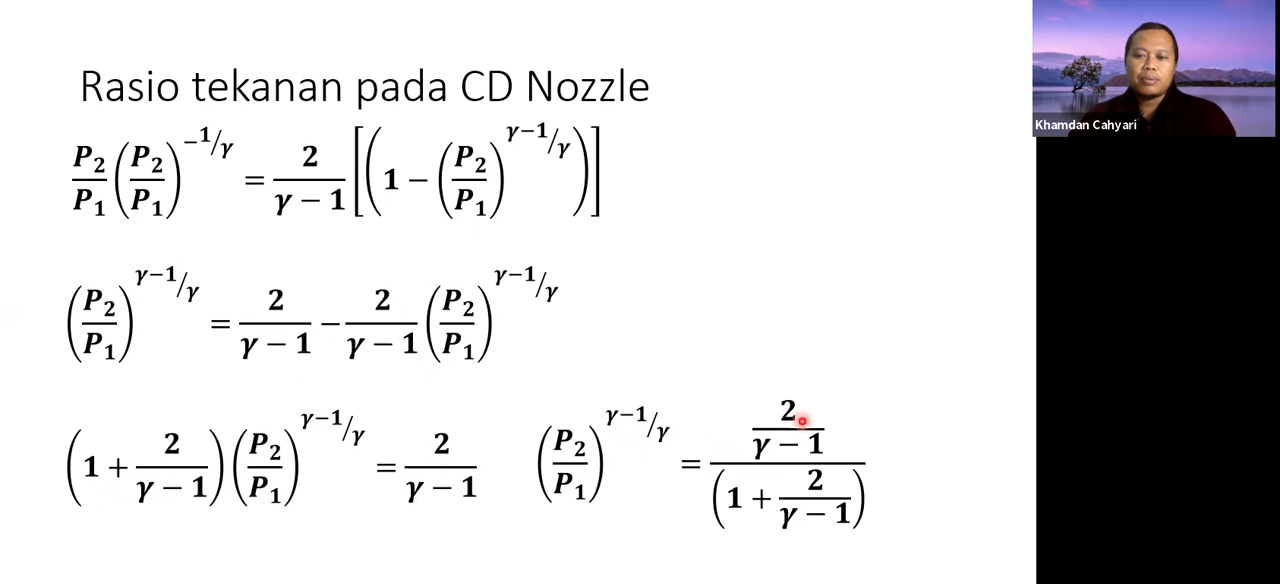 Rasio tekanan pada CD Nozzle
Khamdan Cahyari
P₂/P₁ (P₂/P₁)^(−1/γ) = 2/(γ − 1) [(1 − (P₂/P₁)^(γ−1/γ))]
(P₂/P₁)^(γ−1/γ) = 2/(γ − 1) − 2/(γ − 1) (P₂/P₁)^(γ−1/γ)
(1 + 2/(γ − 1)) (P₂/P₁)^(γ−1/γ) = 2/(γ − 1)
(P₂/P₁)^(γ−1/γ) = (2/(γ − 1)) / (1 + 2/(γ − 1))